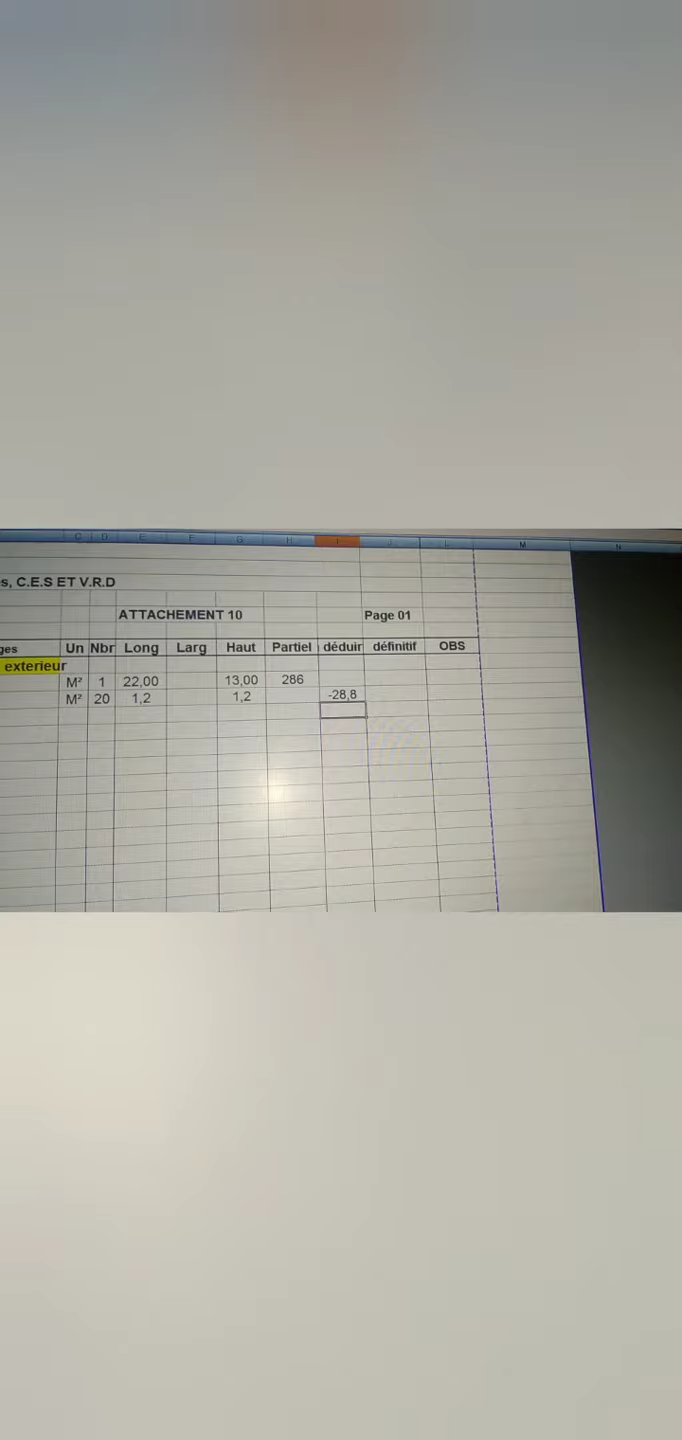 C D E F G H I J L M N
s, C.E.S ET V.R.D
ATTACHEMENT 10 Page 01
ges Un Nbr Long Larg Haut Partiel déduir définitif OBS
exterieur
M² 1 22,00 13,00 286
M² 20 1,2 1,2 -28,8